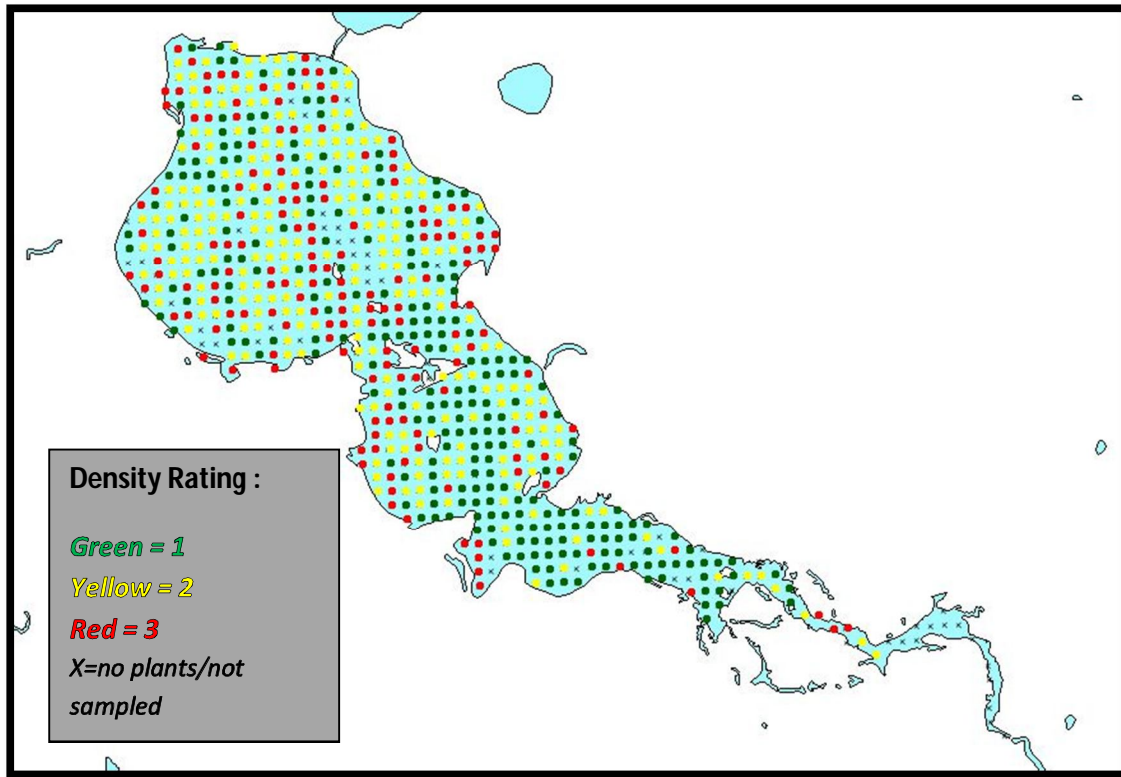 Density Rating :
Green = 1
Yellow = 2
Red = 3
X=no plants/not
sampled